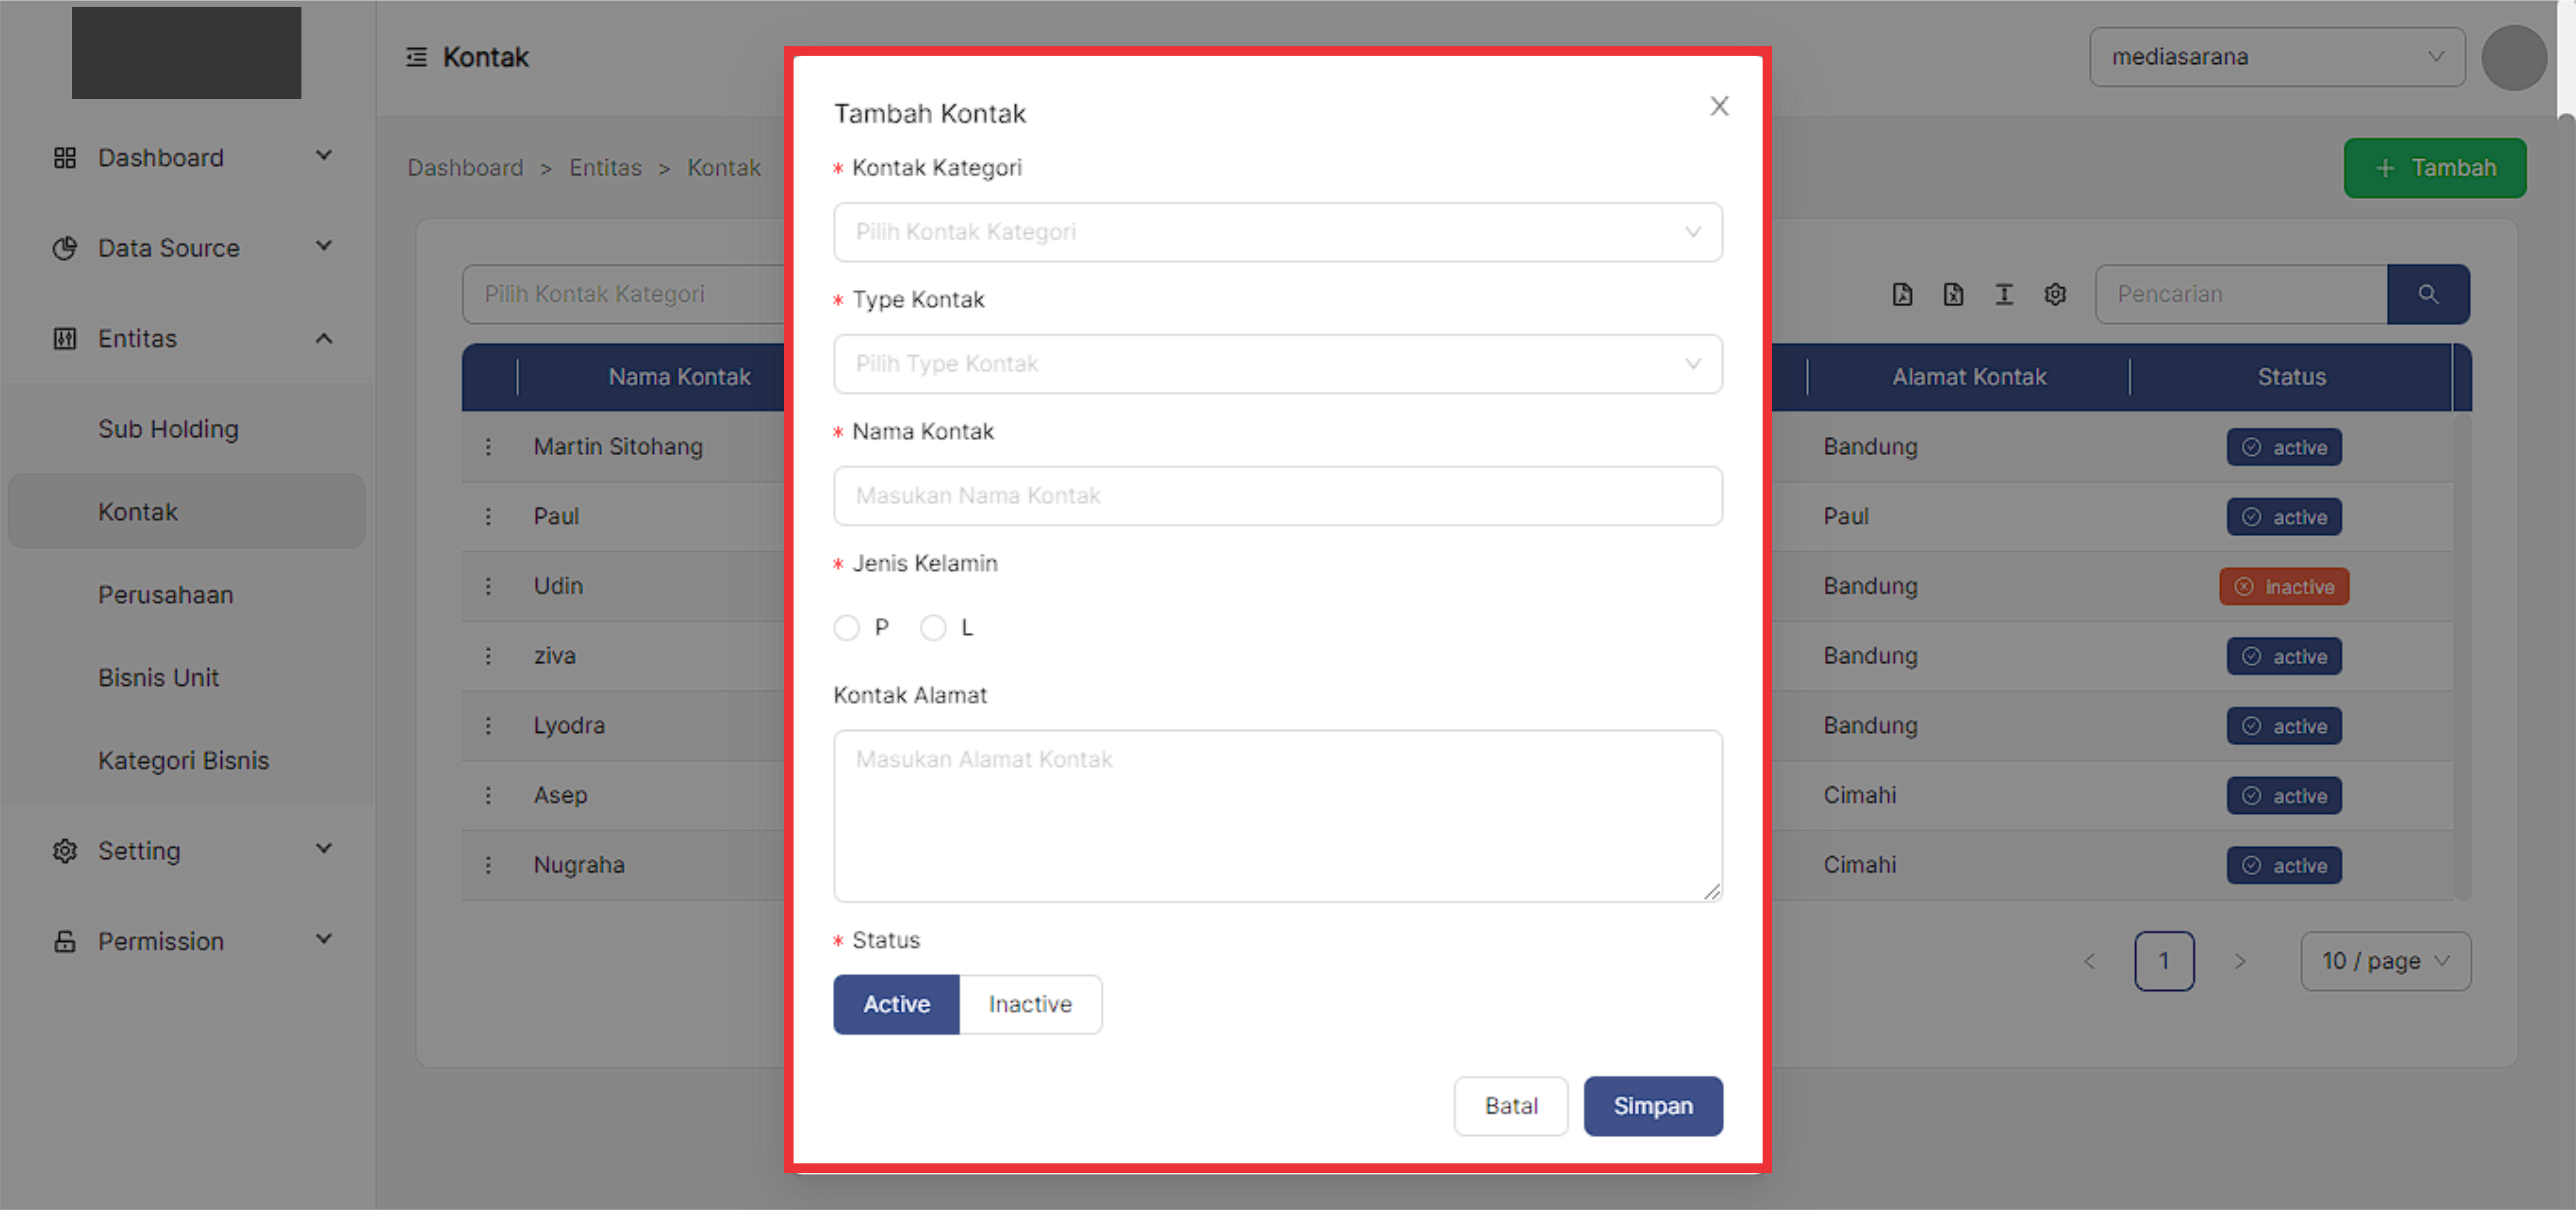 Kontak
mediasarana
Dashboard
Data Source
Entitas
Sub Holding
Kontak
Perusahaan
Bisnis Unit
Kategori Bisnis
Setting
Permission
Dashboard > Entitas > Kontak
+ Tambah
Pilih Kontak Kategori
Pencarian
Nama Kontak
Alamat Kontak
Status
Martin Sitohang
Bandung
active
Paul
Paul
active
Udin
Bandung
inactive
ziva
Bandung
active
Lyodra
Bandung
active
Asep
Cimahi
active
Nugraha
Cimahi
active
< 1 >
10 / page
Tambah Kontak
* Kontak Kategori
Pilih Kontak Kategori
* Type Kontak
Pilih Type Kontak
* Nama Kontak
Masukan Nama Kontak
* Jenis Kelamin
P L
Kontak Alamat
Masukan Alamat Kontak
* Status
Active Inactive
Batal Simpan